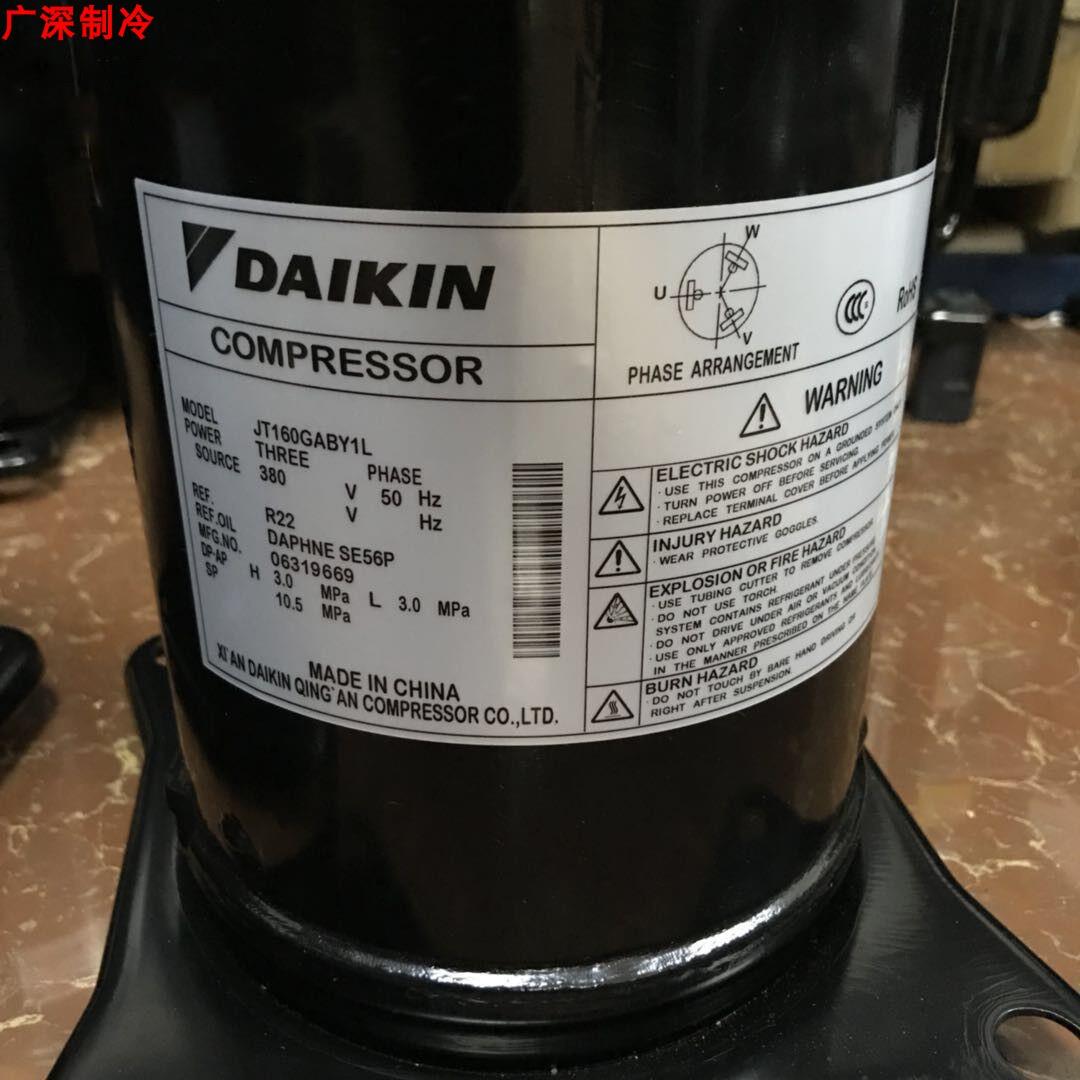 广深制冷
DAIKIN
COMPRESSOR
MODEL JT160GABY1L
POWER SOURCE THREE PHASE
380 V 50 Hz
V Hz
REF. R22
REF.OIL DAPHNE SE56P
MFG.NO. 06319669
DP-AP H 3.0 MPa L 3.0 MPa
SP 10.5 MPa
MADE IN CHINA
XI'AN DAIKIN QING'AN COMPRESSOR CO.,LTD.
W
U
V
PHASE ARRANGEMENT
CCC S
RoHS
WARNING
ELECTRIC SHOCK HAZARD
· USE THIS COMPRESSOR ON A GROUNDED SYSTEM
· TURN POWER OFF BEFORE SERVICING.
· REPLACE TERMINAL COVER BEFORE APPLYING POWER.
INJURY HAZARD
· WEAR PROTECTIVE GOGGLES.
EXPLOSION OR FIRE HAZARD
· USE TUBING CUTTER TO REMOVE COMPRESSOR.
· DO NOT USE TORCH.
SYSTEM CONTAINS REFRIGERANT UNDER PRESSURE
· DO NOT DRIVE UNDER AIR OR VACUUM CONDITION.
· USE ONLY APPROVED REFRIGERANTS AND
IN THE MANNER PRESCRIBED ON THE NAME
BURN HAZARD
· DO NOT TOUCH BY BARE HAND DRIVING OR
RIGHT AFTER SUSPENSION.